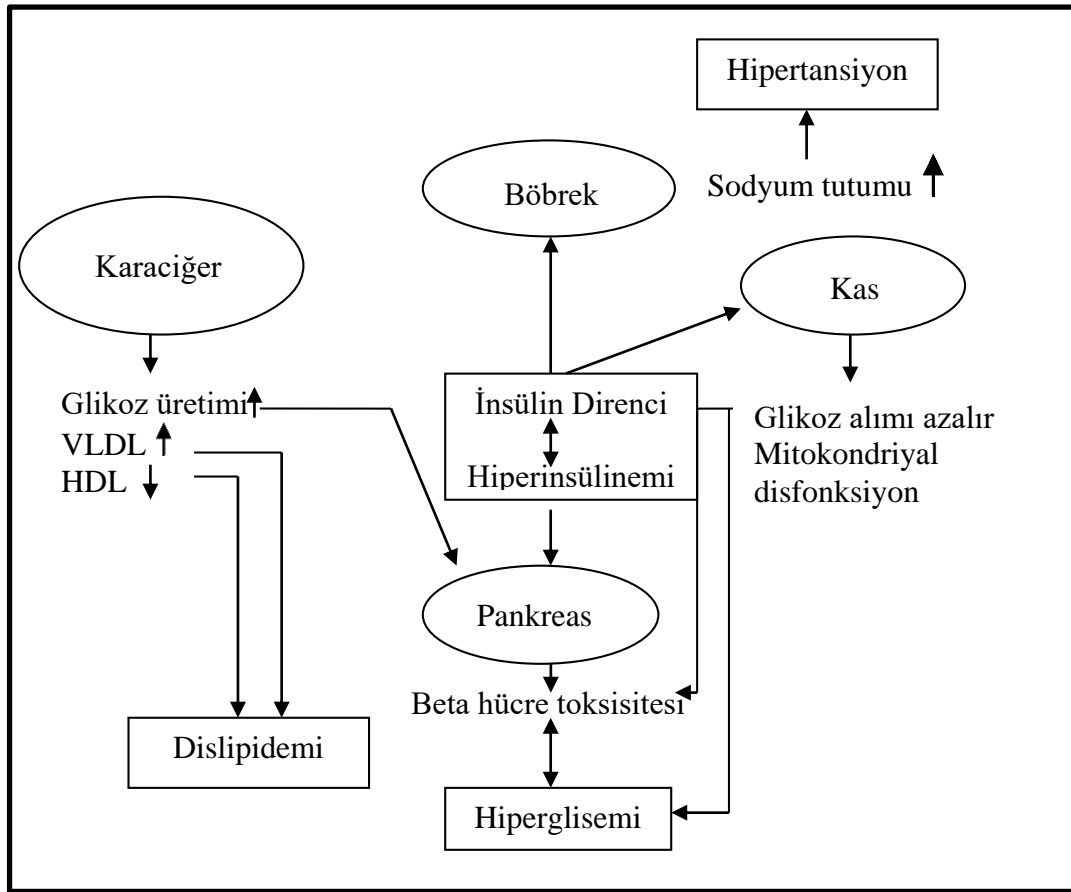 Hipertansiyon
Sodyum tutumu
Böbrek
Karaciğer
Kas
Glikoz üretimi
VLDL
HDL
İnsülin Direnci
Hiperinsülinemi
Glikoz alımı azalır
Mitokondriyal
disfonksiyon
Pankreas
Beta hücre toksisitesi
Dislipidemi
Hiperglisemi